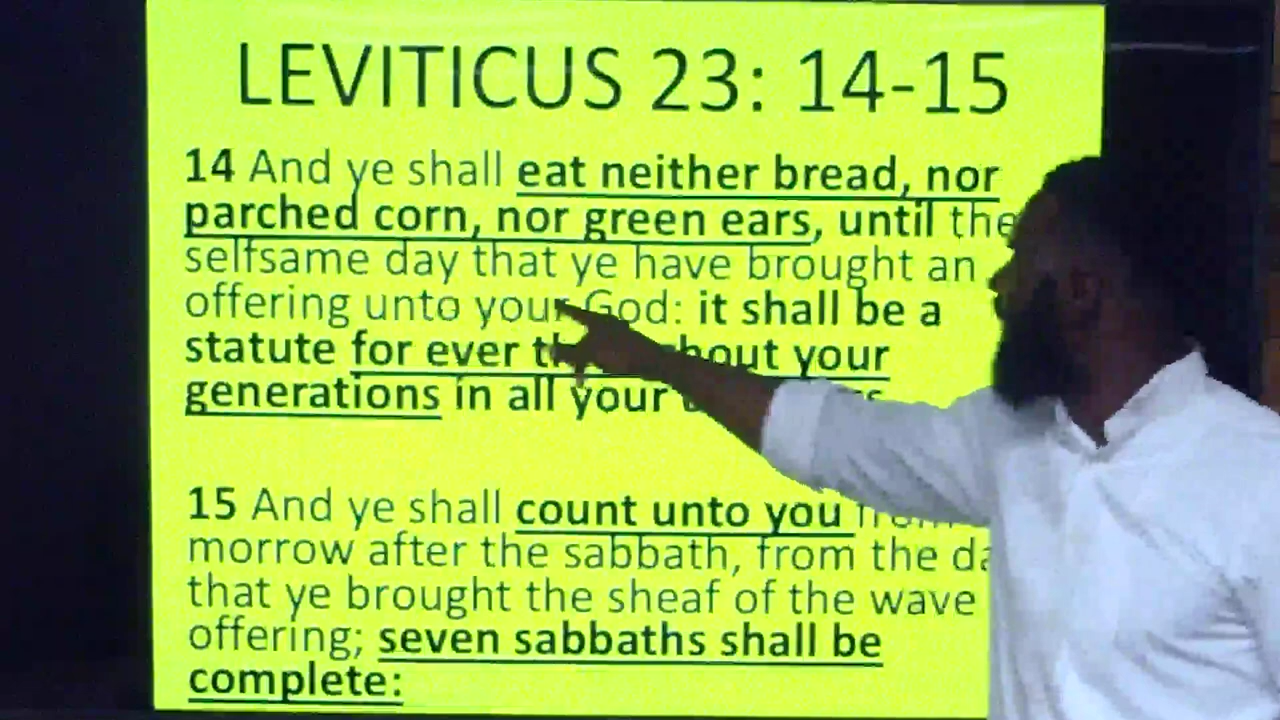 LEVITICUS 23: 14-15
14 And ye shall eat neither bread, nor
parched corn, nor green ears, until the
selfsame day that ye have brought an
offering unto your God: it shall be a
statute for ever your
generations in all your
15 And ye shall count unto you from
morrow after the sabbath, from the
that ye brought the sheaf of the wave
offering; seven sabbaths shall be
complete: